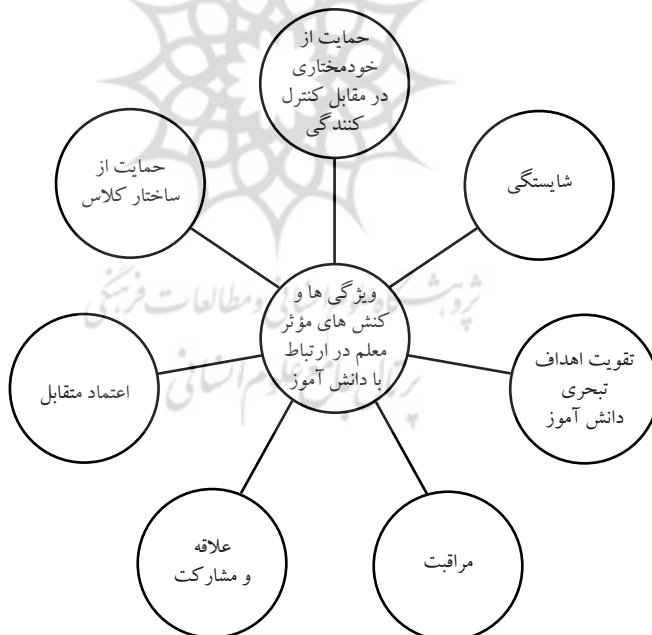 حمایت از
خودمختاری
در مقابل کنترل
کنندگی
شایستگی
حمایت از
ساختار کلاس
ویژگی ها و
کنش های مؤثر
معلم در ارتباط
با دانش آموز
تقویت اهداف
تبحری
دانش آموز
اعتماد متقابل
مراقبت
علاقه
و مشارکت